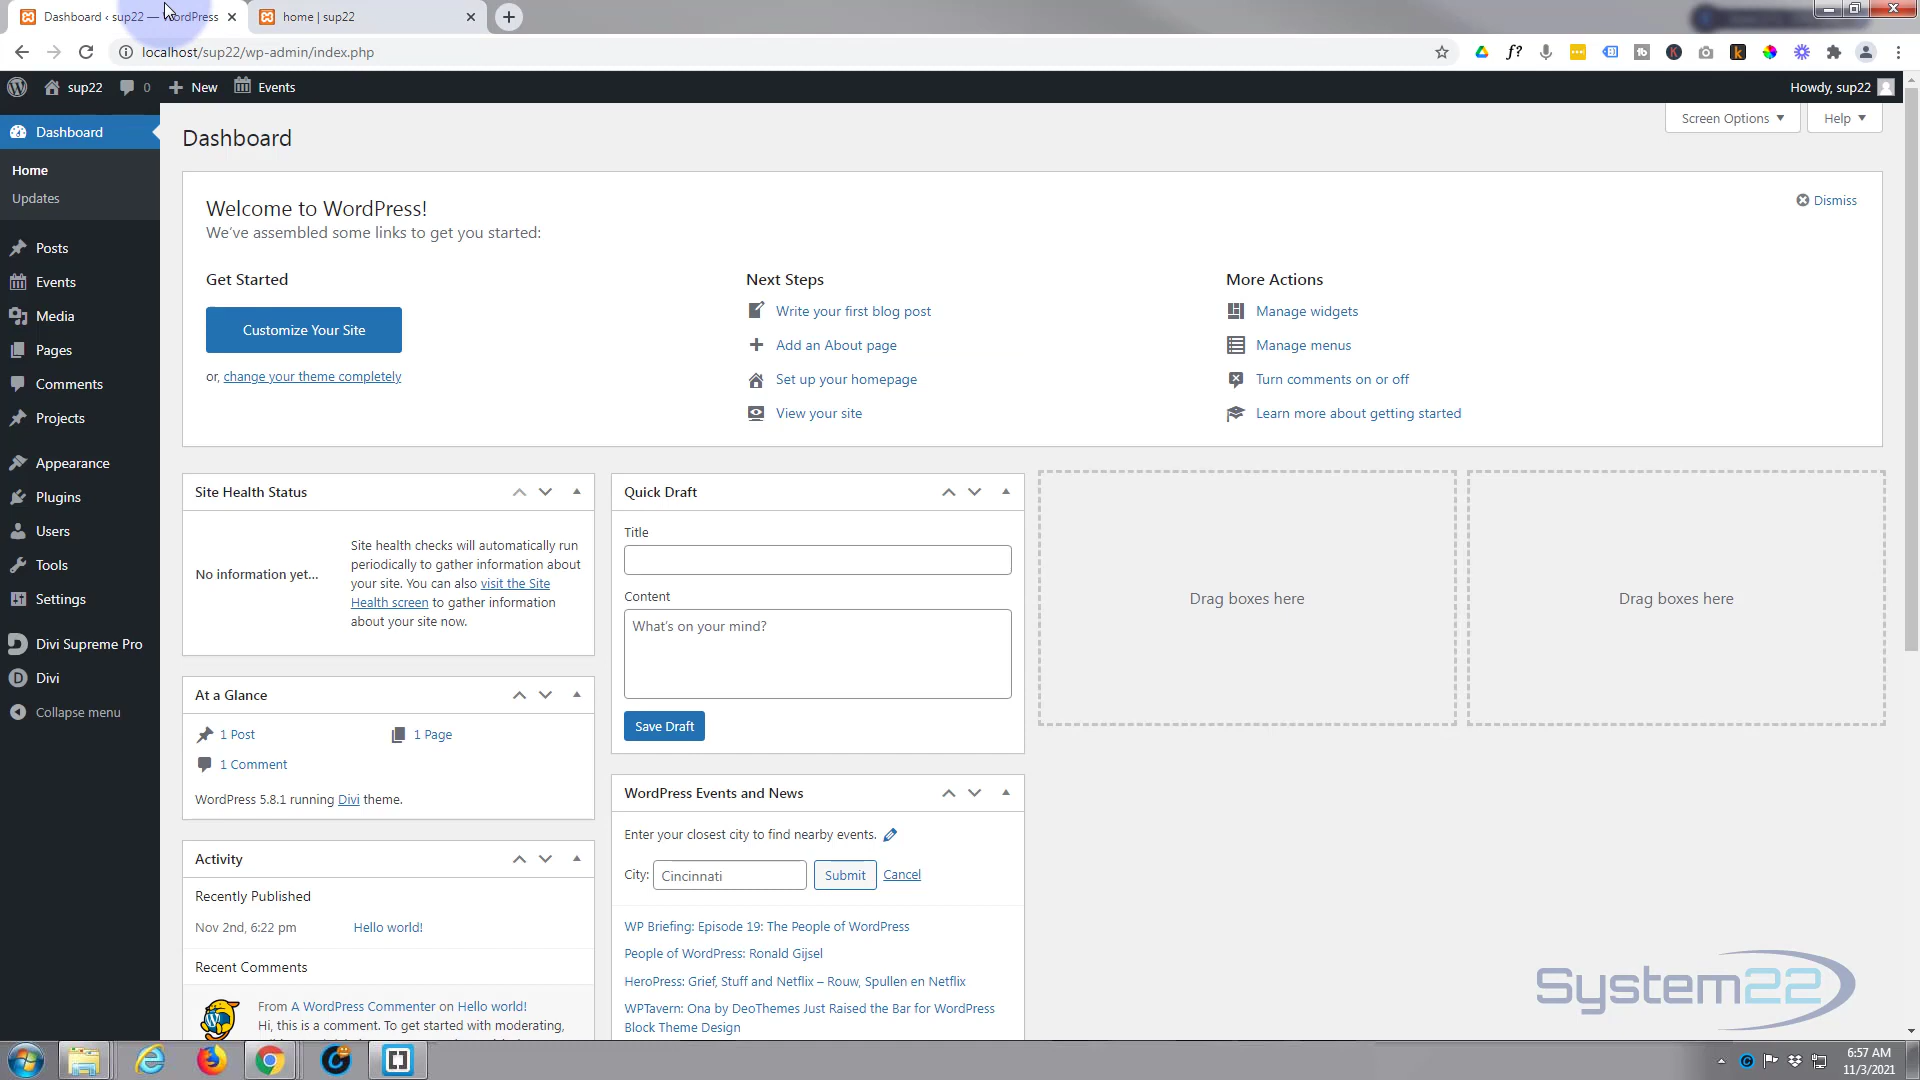 Dashboard ‹ sup22 — WordPress
home | sup22
localhost/sup22/wp-admin/index.php
sup22
0
New
Events
Howdy, sup22
Dashboard
Home
Updates
Posts
Events
Media
Pages
Comments
Projects
Appearance
Plugins
Users
Tools
Settings
Divi Supreme Pro
Divi
Collapse menu
Dashboard
Screen Options
Help
Welcome to WordPress!
We've assembled some links to get you started:
Dismiss
Get Started
Customize Your Site
or, change your theme completely
Next Steps
Write your first blog post
Add an About page
Set up your homepage
View your site
More Actions
Manage widgets
Manage menus
Turn comments on or off
Learn more about getting started
Site Health Status
No information yet...
Site health checks will automatically run
periodically to gather information about
your site. You can also visit the Site
Health screen to gather information
about your site now.
At a Glance
1 Post
1 Page
1 Comment
WordPress 5.8.1 running Divi theme.
Activity
Recently Published
Nov 2nd, 6:22 pm
Hello world!
Recent Comments
From A WordPress Commenter on Hello world!
Hi, this is a comment. To get started with moderating,
Quick Draft
Title
Content
What's on your mind?
Save Draft
WordPress Events and News
Enter your closest city to find nearby events.
City:
Cincinnati
Submit
Cancel
WP Briefing: Episode 19: The People of WordPress
People of WordPress: Ronald Gijsel
HeroPress: Grief, Stuff and Netflix – Rouw, Spullen en Netflix
WPTavern: Ona by DeoThemes Just Raised the Bar for WordPress
Block Theme Design
Drag boxes here
Drag boxes here
System22
6:57 AM
11/3/2021